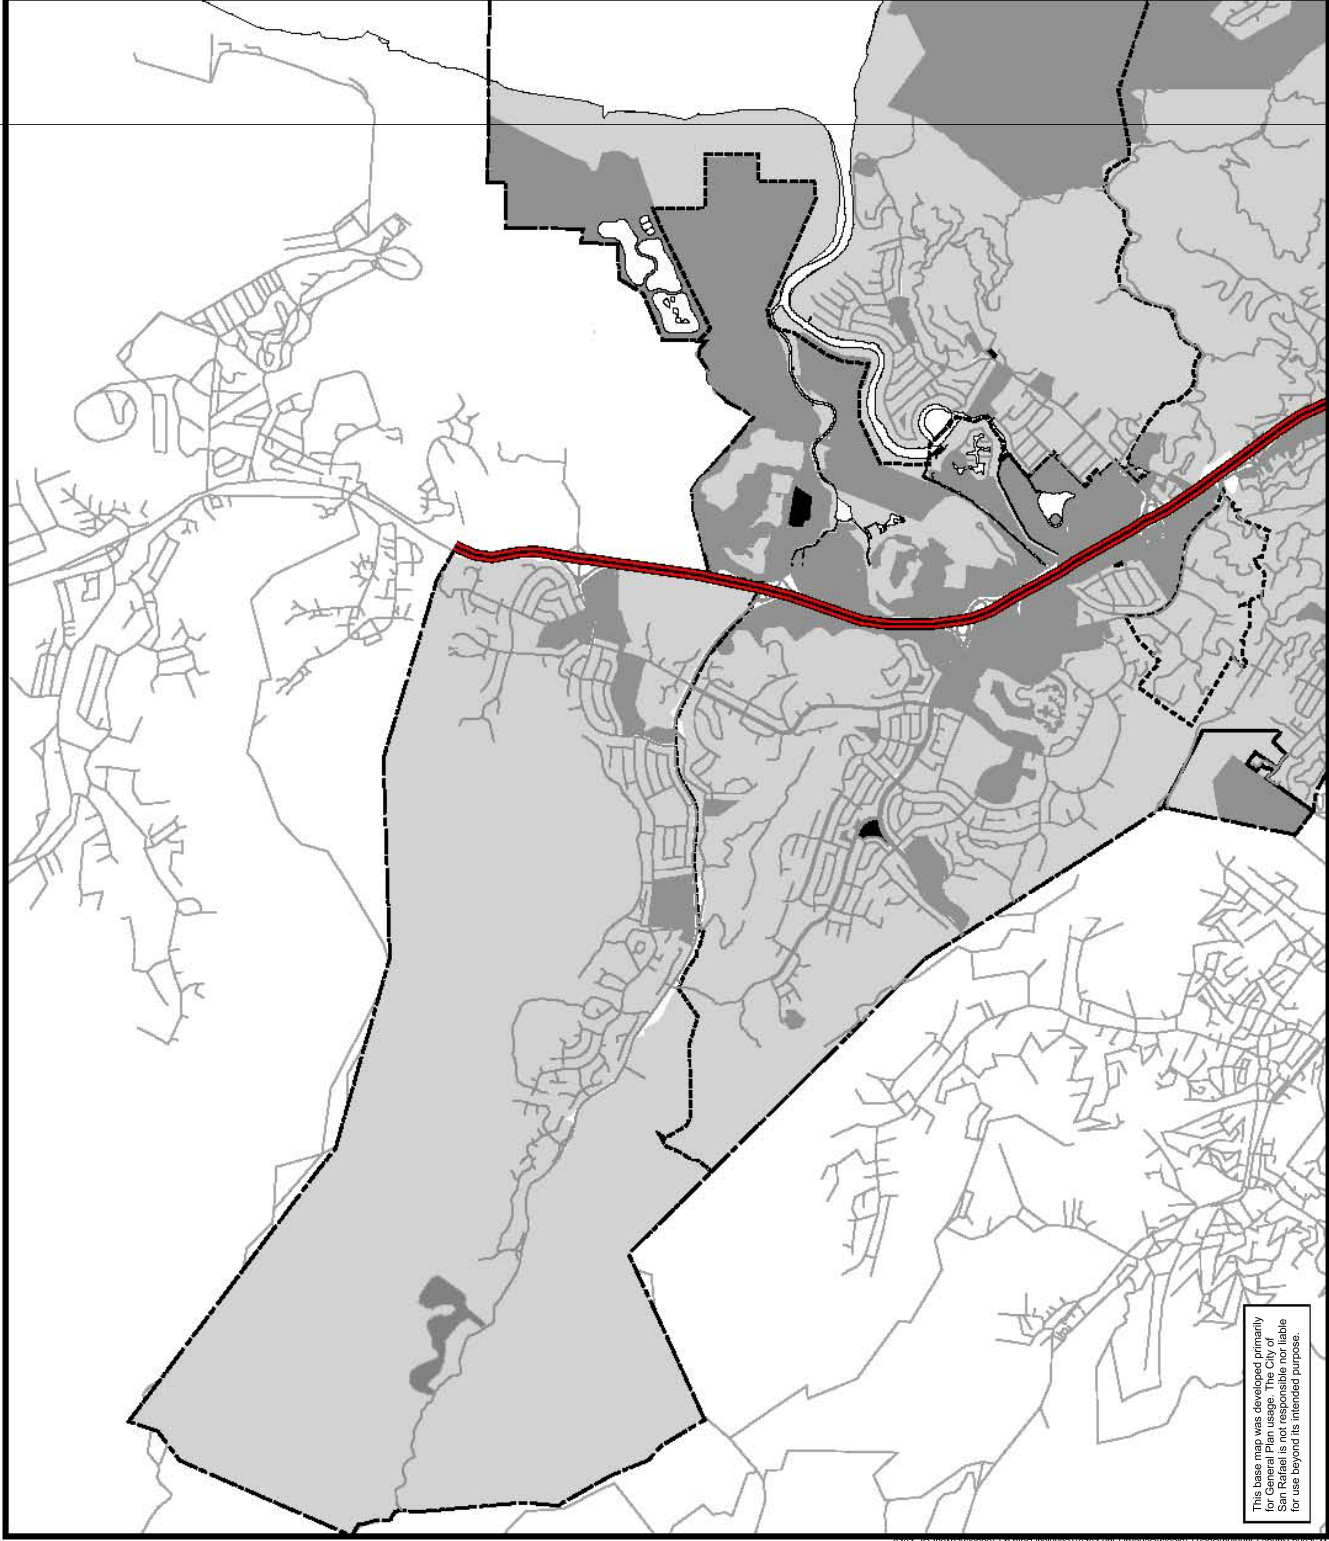 This base map was developed primarily
for General Plan usage. The City of
San Rafael is not responsible nor liable
for use beyond its intended purpose.